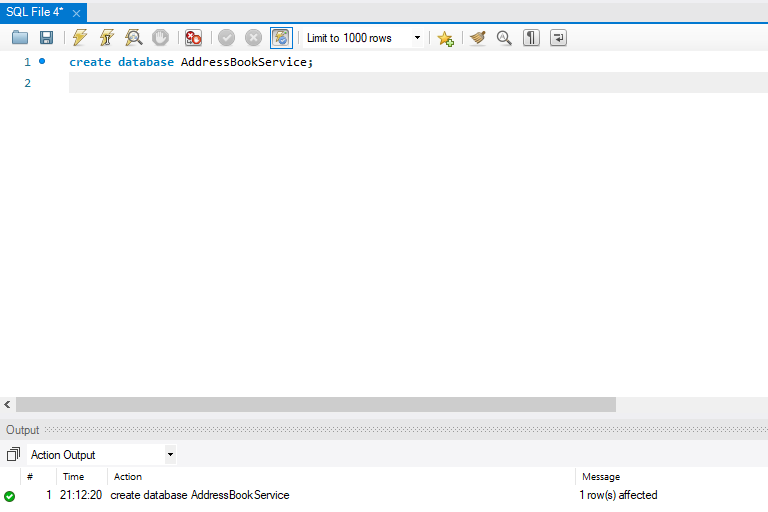 SQL File 4*
Limit to 1000 rows
1 create database AddressBookService;
2
Output
Action Output
# Time Action Message
1 21:12:20 create database AddressBookService 1 row(s) affected